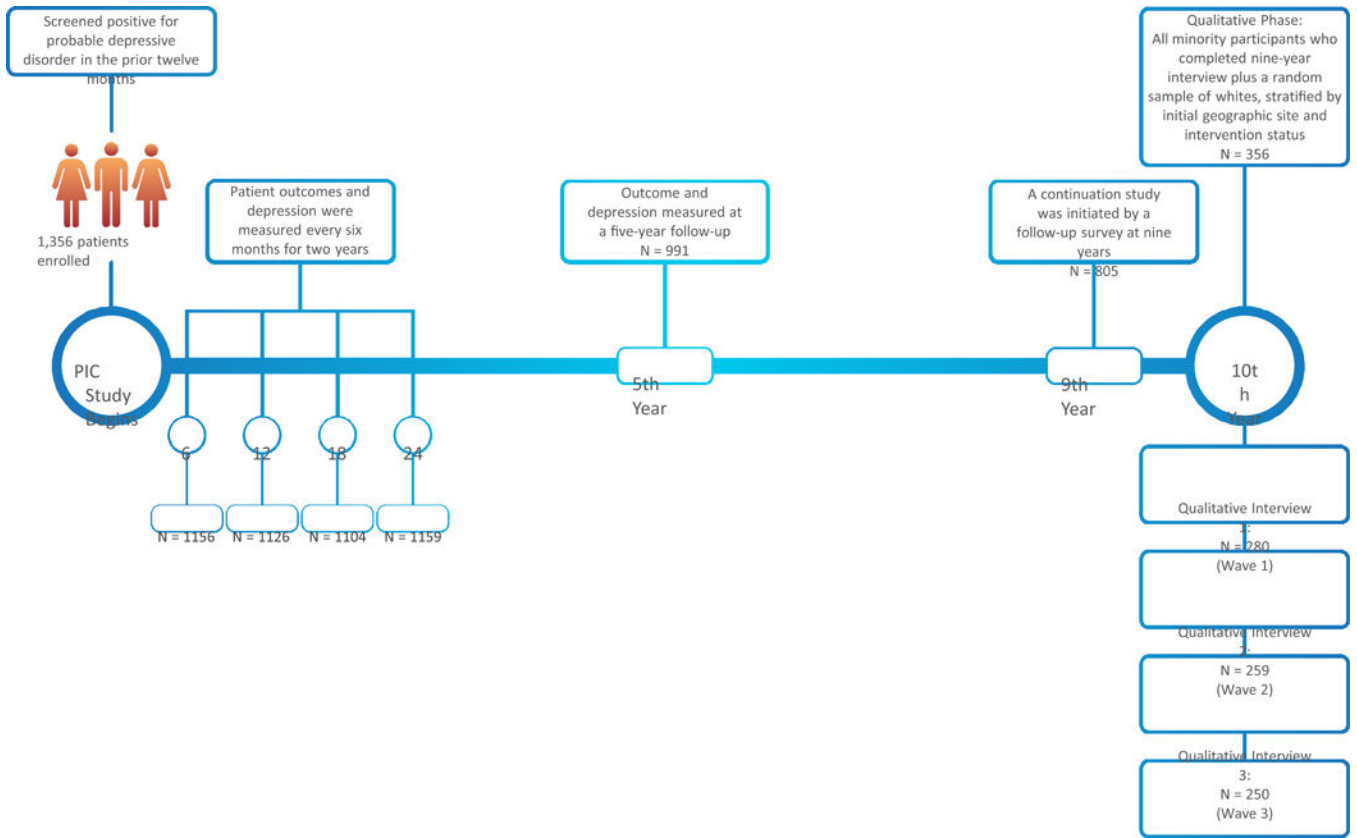 Screened positive for
probable depressive
disorder in the prior twelve
months
1,356 patients
enrolled
PIC
Study
Begins
Patient outcomes and
depression were
measured every six
months for two years
6
12
18
24
N = 1156
N = 1126
N = 1104
N = 1159
Outcome and
depression measured at
a five-year follow-up
N = 991
5th
Year
A continuation study
was initiated by a
follow-up survey at nine
years
N = 805
9th
Year
Qualitative Phase:
All minority participants who
completed nine-year
interview plus a random
sample of whites, stratified by
initial geographic site and
intervention status
N = 356
10t
h
Year
Qualitative Interview
1:
N = 280
(Wave 1)
Qualitative Interview
2:
N = 259
(Wave 2)
Qualitative Interview
3:
N = 250
(Wave 3)